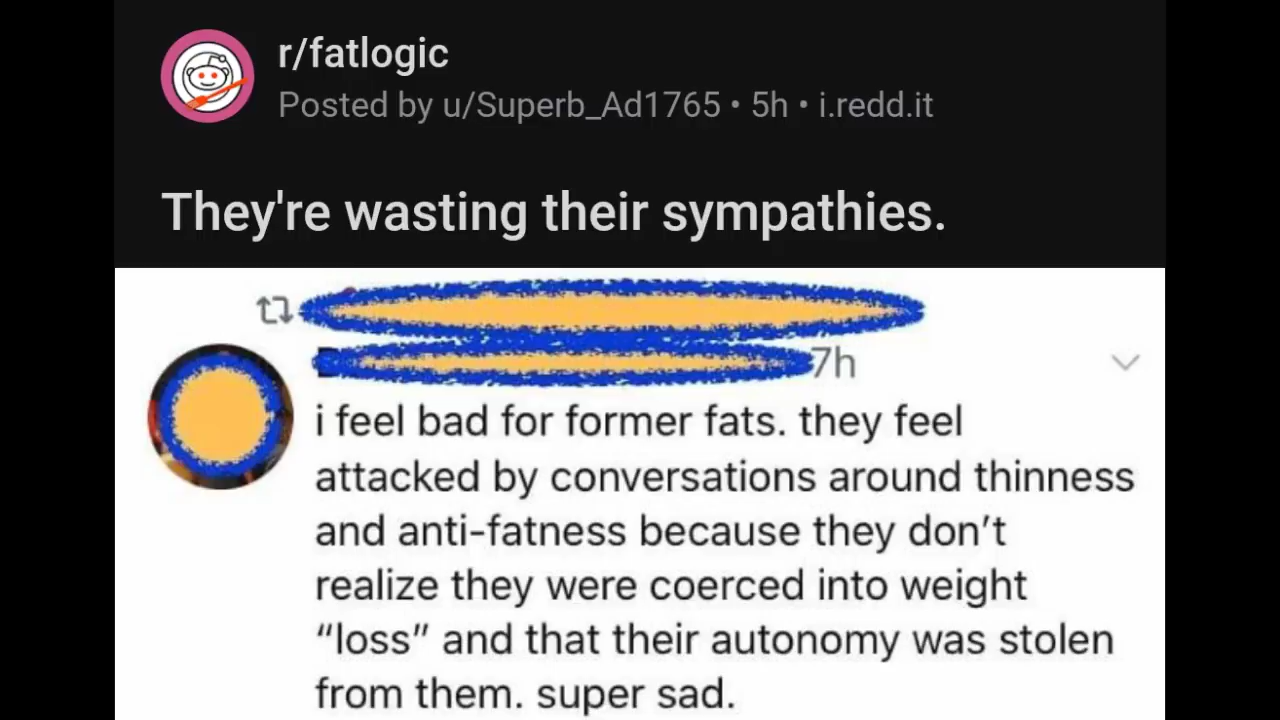 r/fatlogic
Posted by u/Superb_Ad1765 • 5h • i.redd.it
They're wasting their sympathies.
7h
i feel bad for former fats. they feel
attacked by conversations around thinness
and anti-fatness because they don’t
realize they were coerced into weight
“loss” and that their autonomy was stolen
from them. super sad.